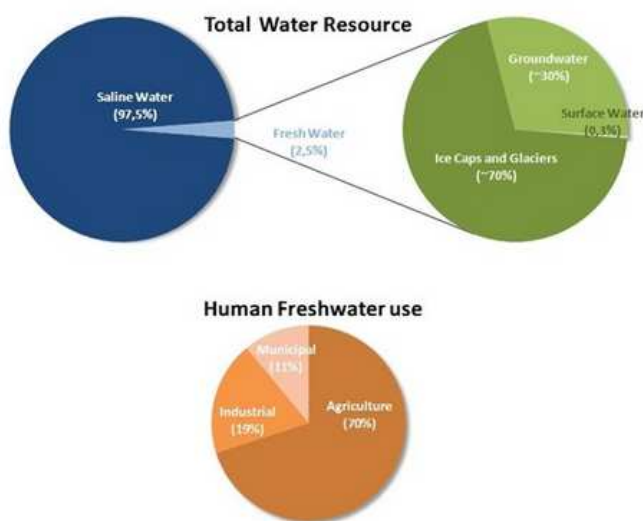 Total Water Resource
Saline Water
(97,5%)
Fresh Water
(2,5%)
Groundwater
(~30%)
Surface Water
(0,3%)
Ice Caps and Glaciers
(~70%)
Human Freshwater use
Municipal
(11%)
Industrial
(19%)
Agriculture
(70%)